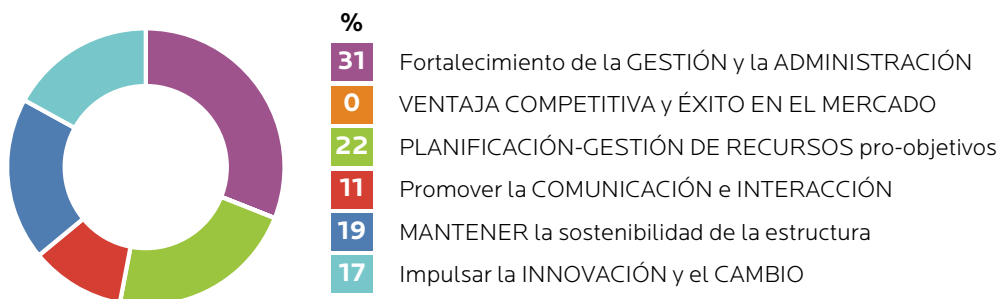 %
31 Fortalecimiento de la GESTIÓN y la ADMINISTRACIÓN
0 VENTAJA COMPETITIVA y ÉXITO EN EL MERCADO
22 PLANIFICACIÓN-GESTIÓN DE RECURSOS pro-objetivos
11 Promover la COMUNICACIÓN e INTERACCIÓN
19 MANTENER la sostenibilidad de la estructura
17 Impulsar la INNOVACIÓN y el CAMBIO